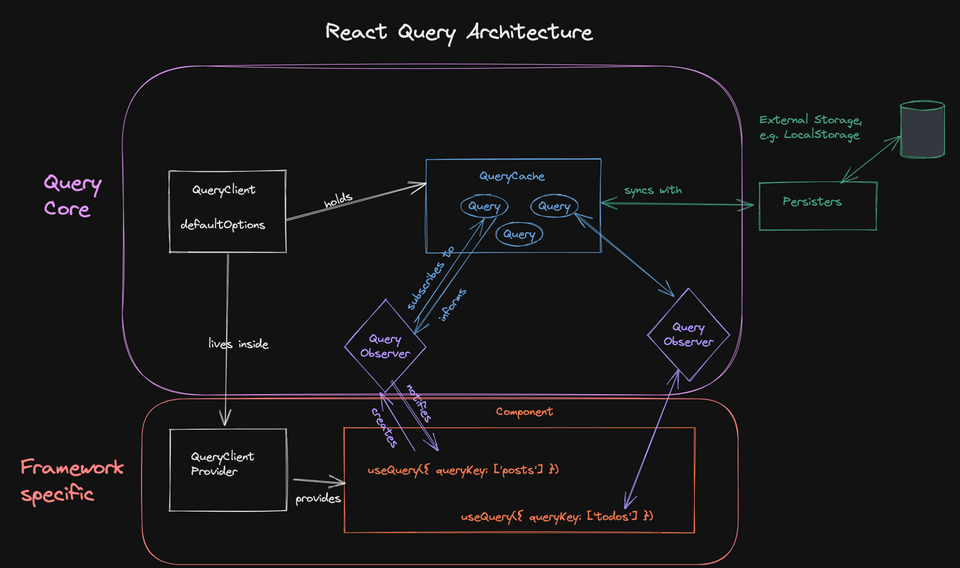 React Query Architecture
External Storage,
e.g. LocalStorage
Query
Core
QueryClient
defaultOptions
holds
QueryCache
Query
Query
Query
syncs with
Persisters
subscribes to
informs
lives inside
Query
Observer
Query
Observer
notifies
creates
Component
Framework
specific
QueryClient
Provider
provides
useQuery({ queryKey: ['posts'] })
useQuery({ queryKey: ['todos'] })